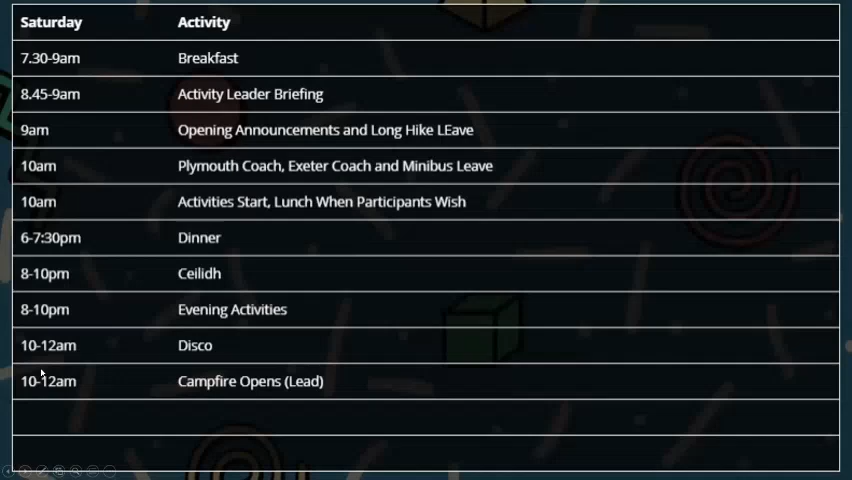 Saturday Activity
7.30-9am Breakfast
8.45-9am Activity Leader Briefing
9am Opening Announcements and Long Hike LEave
10am Plymouth Coach, Exeter Coach and Minibus Leave
10am Activities Start, Lunch When Participants Wish
6-7:30pm Dinner
8-10pm Ceilidh
8-10pm Evening Activities
10-12am Disco
10-12am Campfire Opens (Lead)